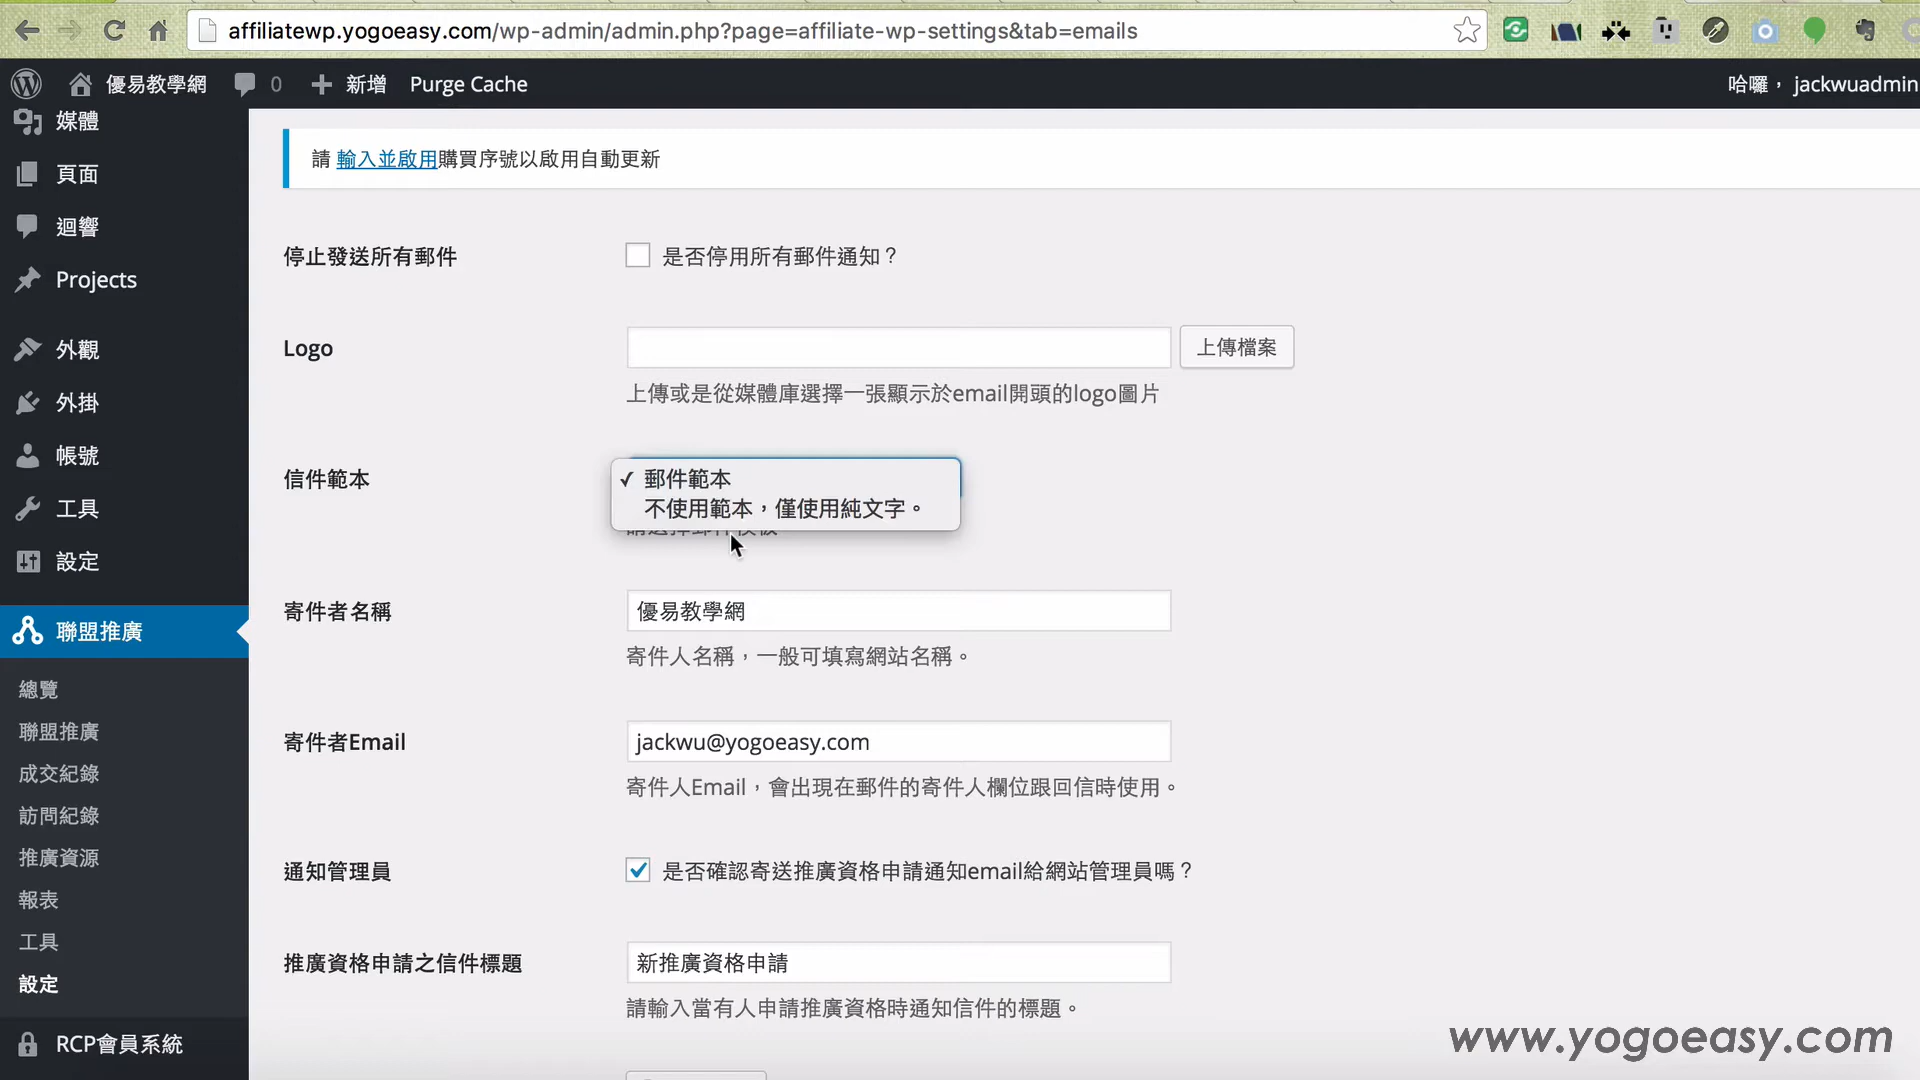 affiliatewp.yogoeasy.com/wp-admin/admin.php?page=affiliate-wp-settings&tab=emails
優易教學網 0 新增 Purge Cache 哈囉，jackwuadmin
媒體
頁面
迴響
Projects
外觀
外掛
帳號
工具
設定
聯盟推廣
總覽
聯盟推廣
成交紀錄
訪問紀錄
推廣資源
報表
工具
設定
RCP會員系統
請 輸入並啟用購買序號以啟用自動更新
停止發送所有郵件 是否停用所有郵件通知？
Logo 上傳檔案
上傳或是從媒體庫選擇一張顯示於email開頭的logo圖片
信件範本 ✓ 郵件範本
不使用範本，僅使用純文字。
寄件者名稱 優易教學網
寄件人名稱，一般可填寫網站名稱。
寄件者Email jackwu@yogoeasy.com
寄件人Email，會出現在郵件的寄件人欄位跟回信時使用。
通知管理員 是否確認寄送推廣資格申請通知email給網站管理員嗎？
推廣資格申請之信件標題 新推廣資格申請
請輸入當有人申請推廣資格時通知信件的標題。
www.yogoeasy.com